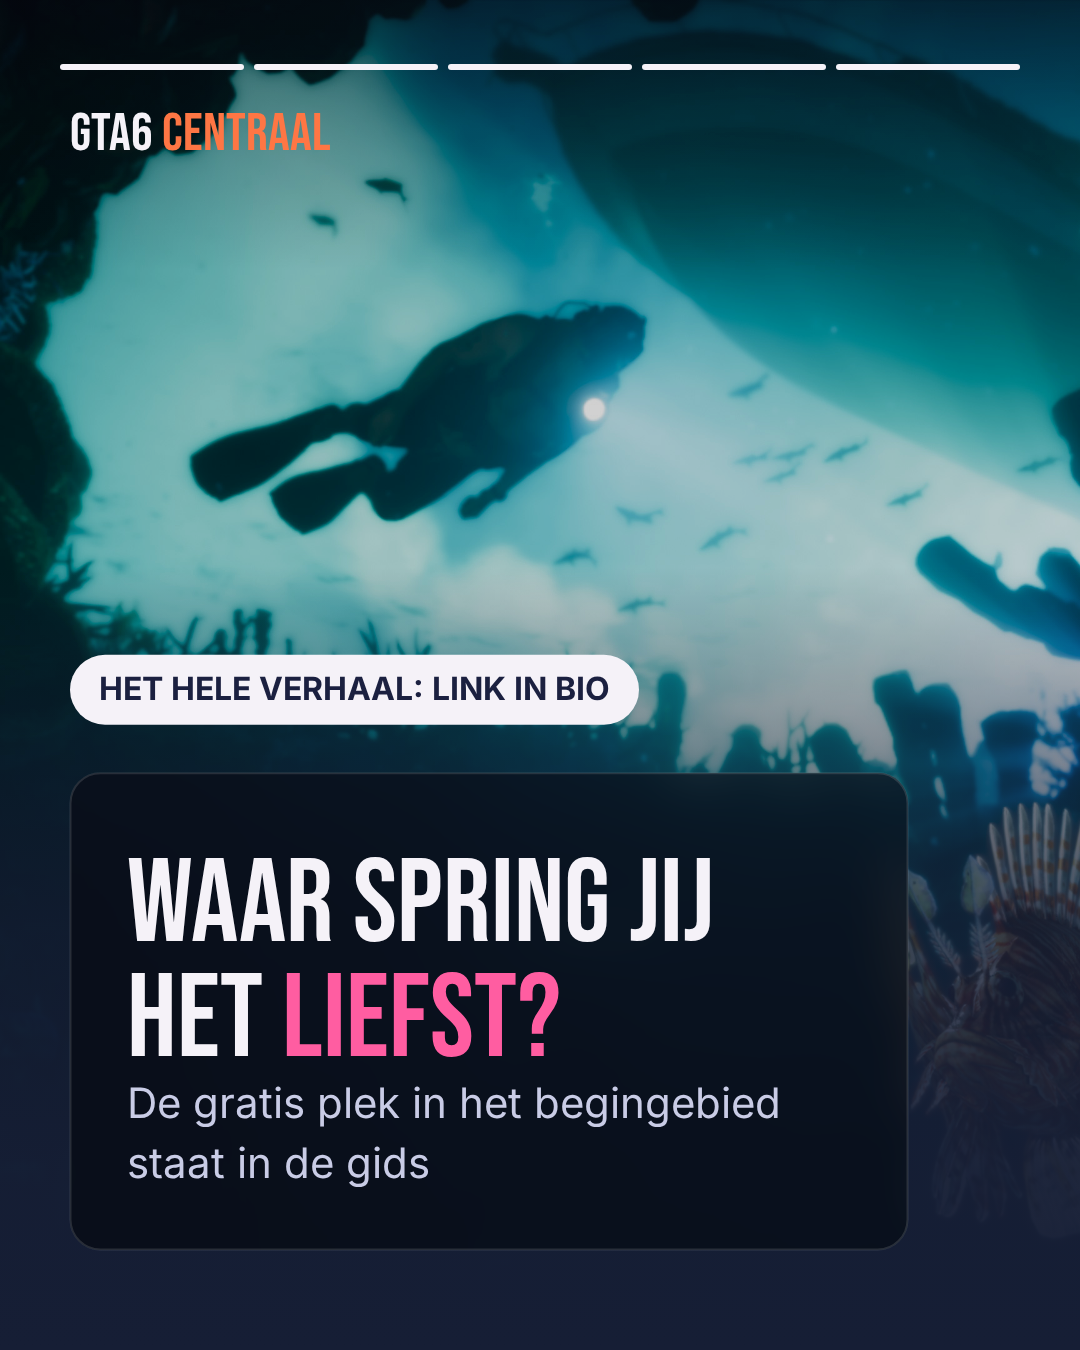 GTA6 CENTRAAL
HET HELE VERHAAL: LINK IN BIO
WAAR SPRING JIJ
HET LIEFST?
De gratis plek in het begingebied
staat in de gids